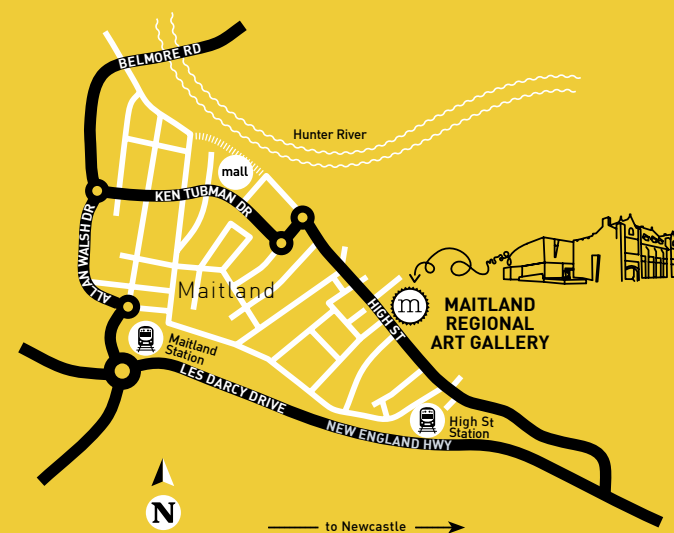 BELMORE RD
Hunter River
mall
KEN TUBMAN DR
ALLAN WALSH DR
Maitland
HIGH ST
m
MAITLAND
REGIONAL
ART GALLERY
Maitland
Station
LES DARCY DRIVE
High St
Station
NEW ENGLAND HWY
N
to Newcastle